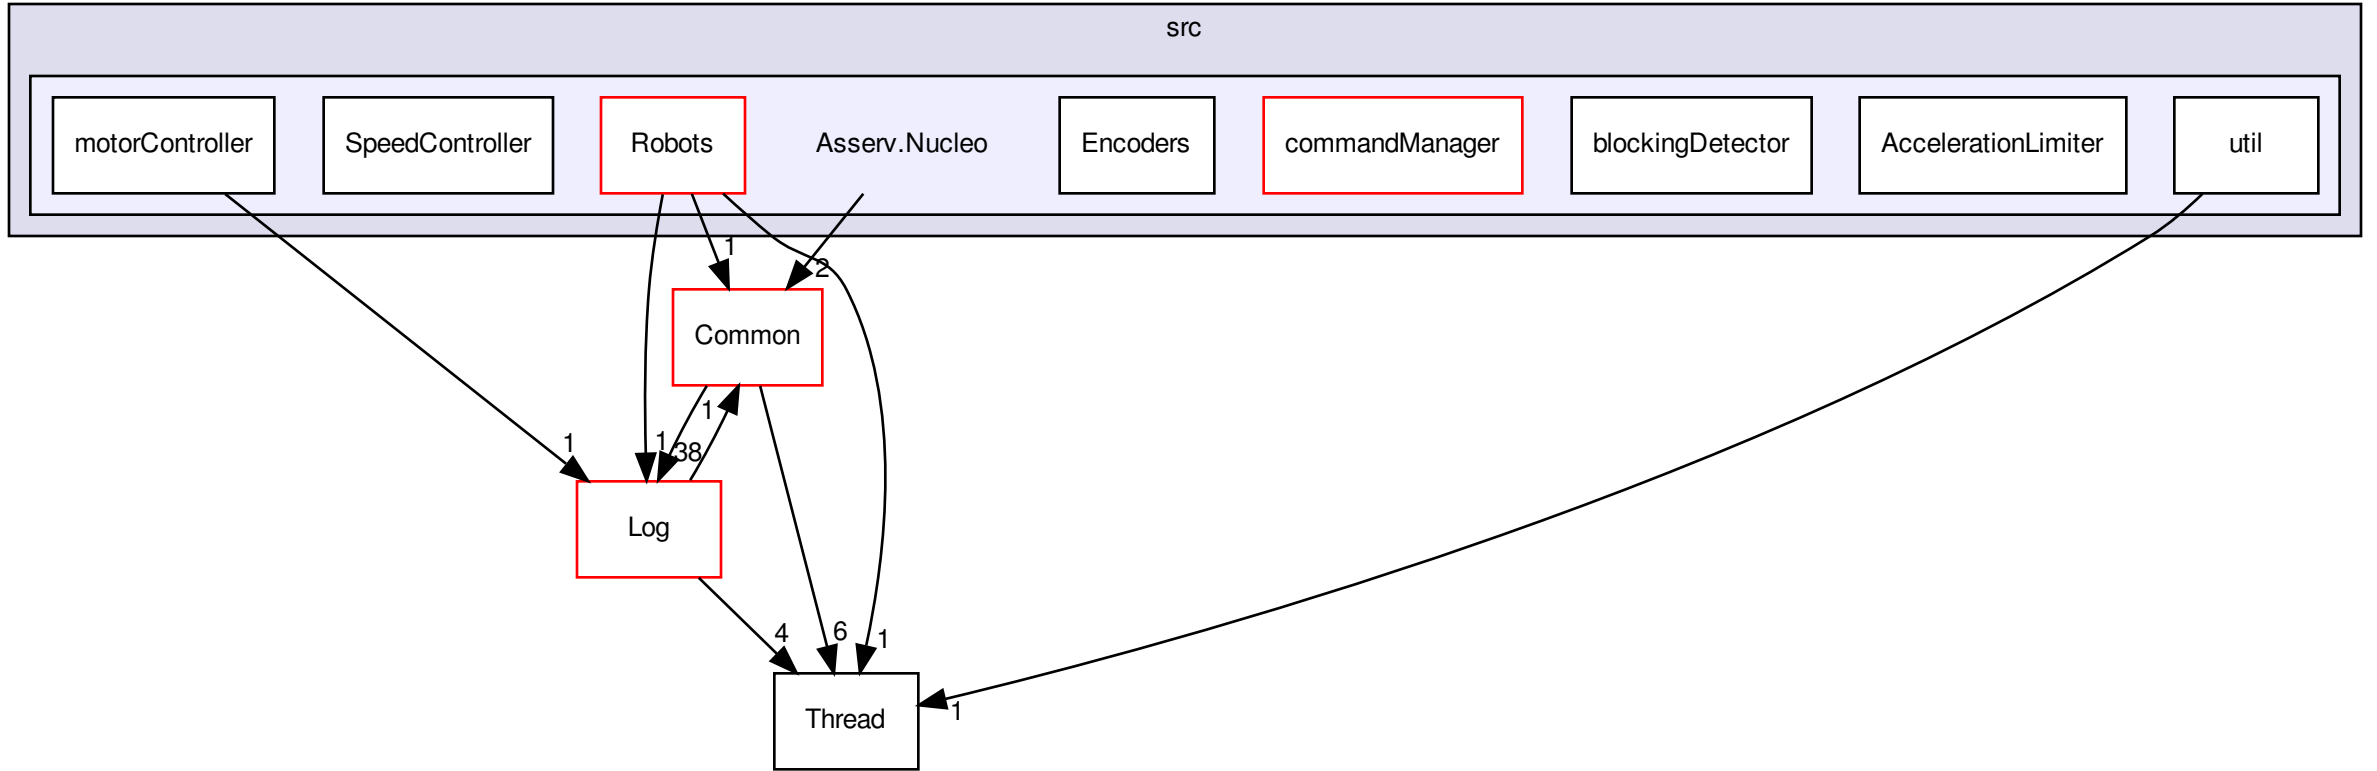 src
motorController
SpeedController
Robots
Asserv.Nucleo
Encoders
commandManager
blockingDetector
AccelerationLimiter
util
1
2
Common
1
1
1
38
Log
4
6
1
Thread
1